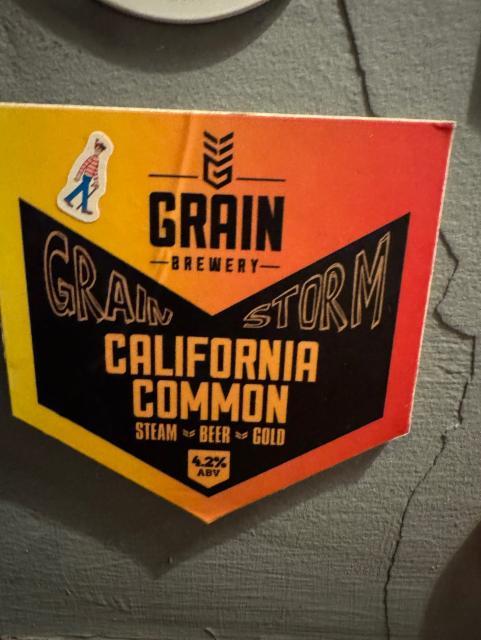 GRAIN
BREWERY
GRAIN STORM
CALIFORNIA
COMMON
STEAM BEER GOLD
4.2%
ABV